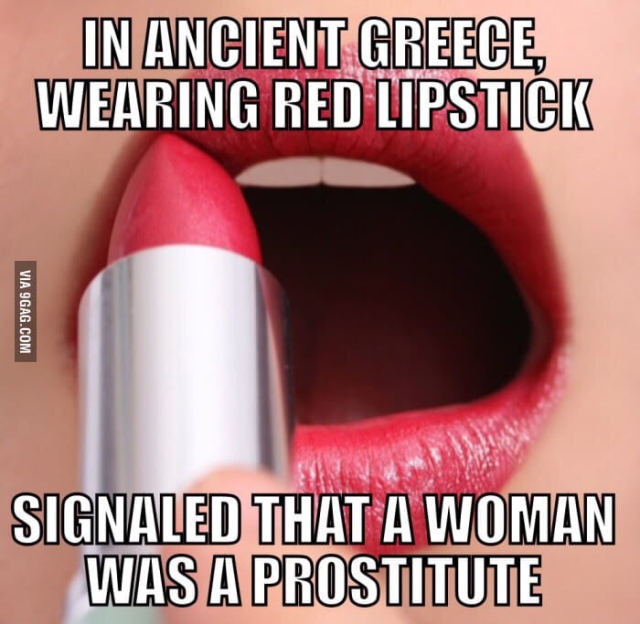 IN ANCIENT GREECE,
WEARING RED LIPSTICK
VIA 9GAG.COM
SIGNALED THAT A WOMAN
WAS A PROSTITUTE